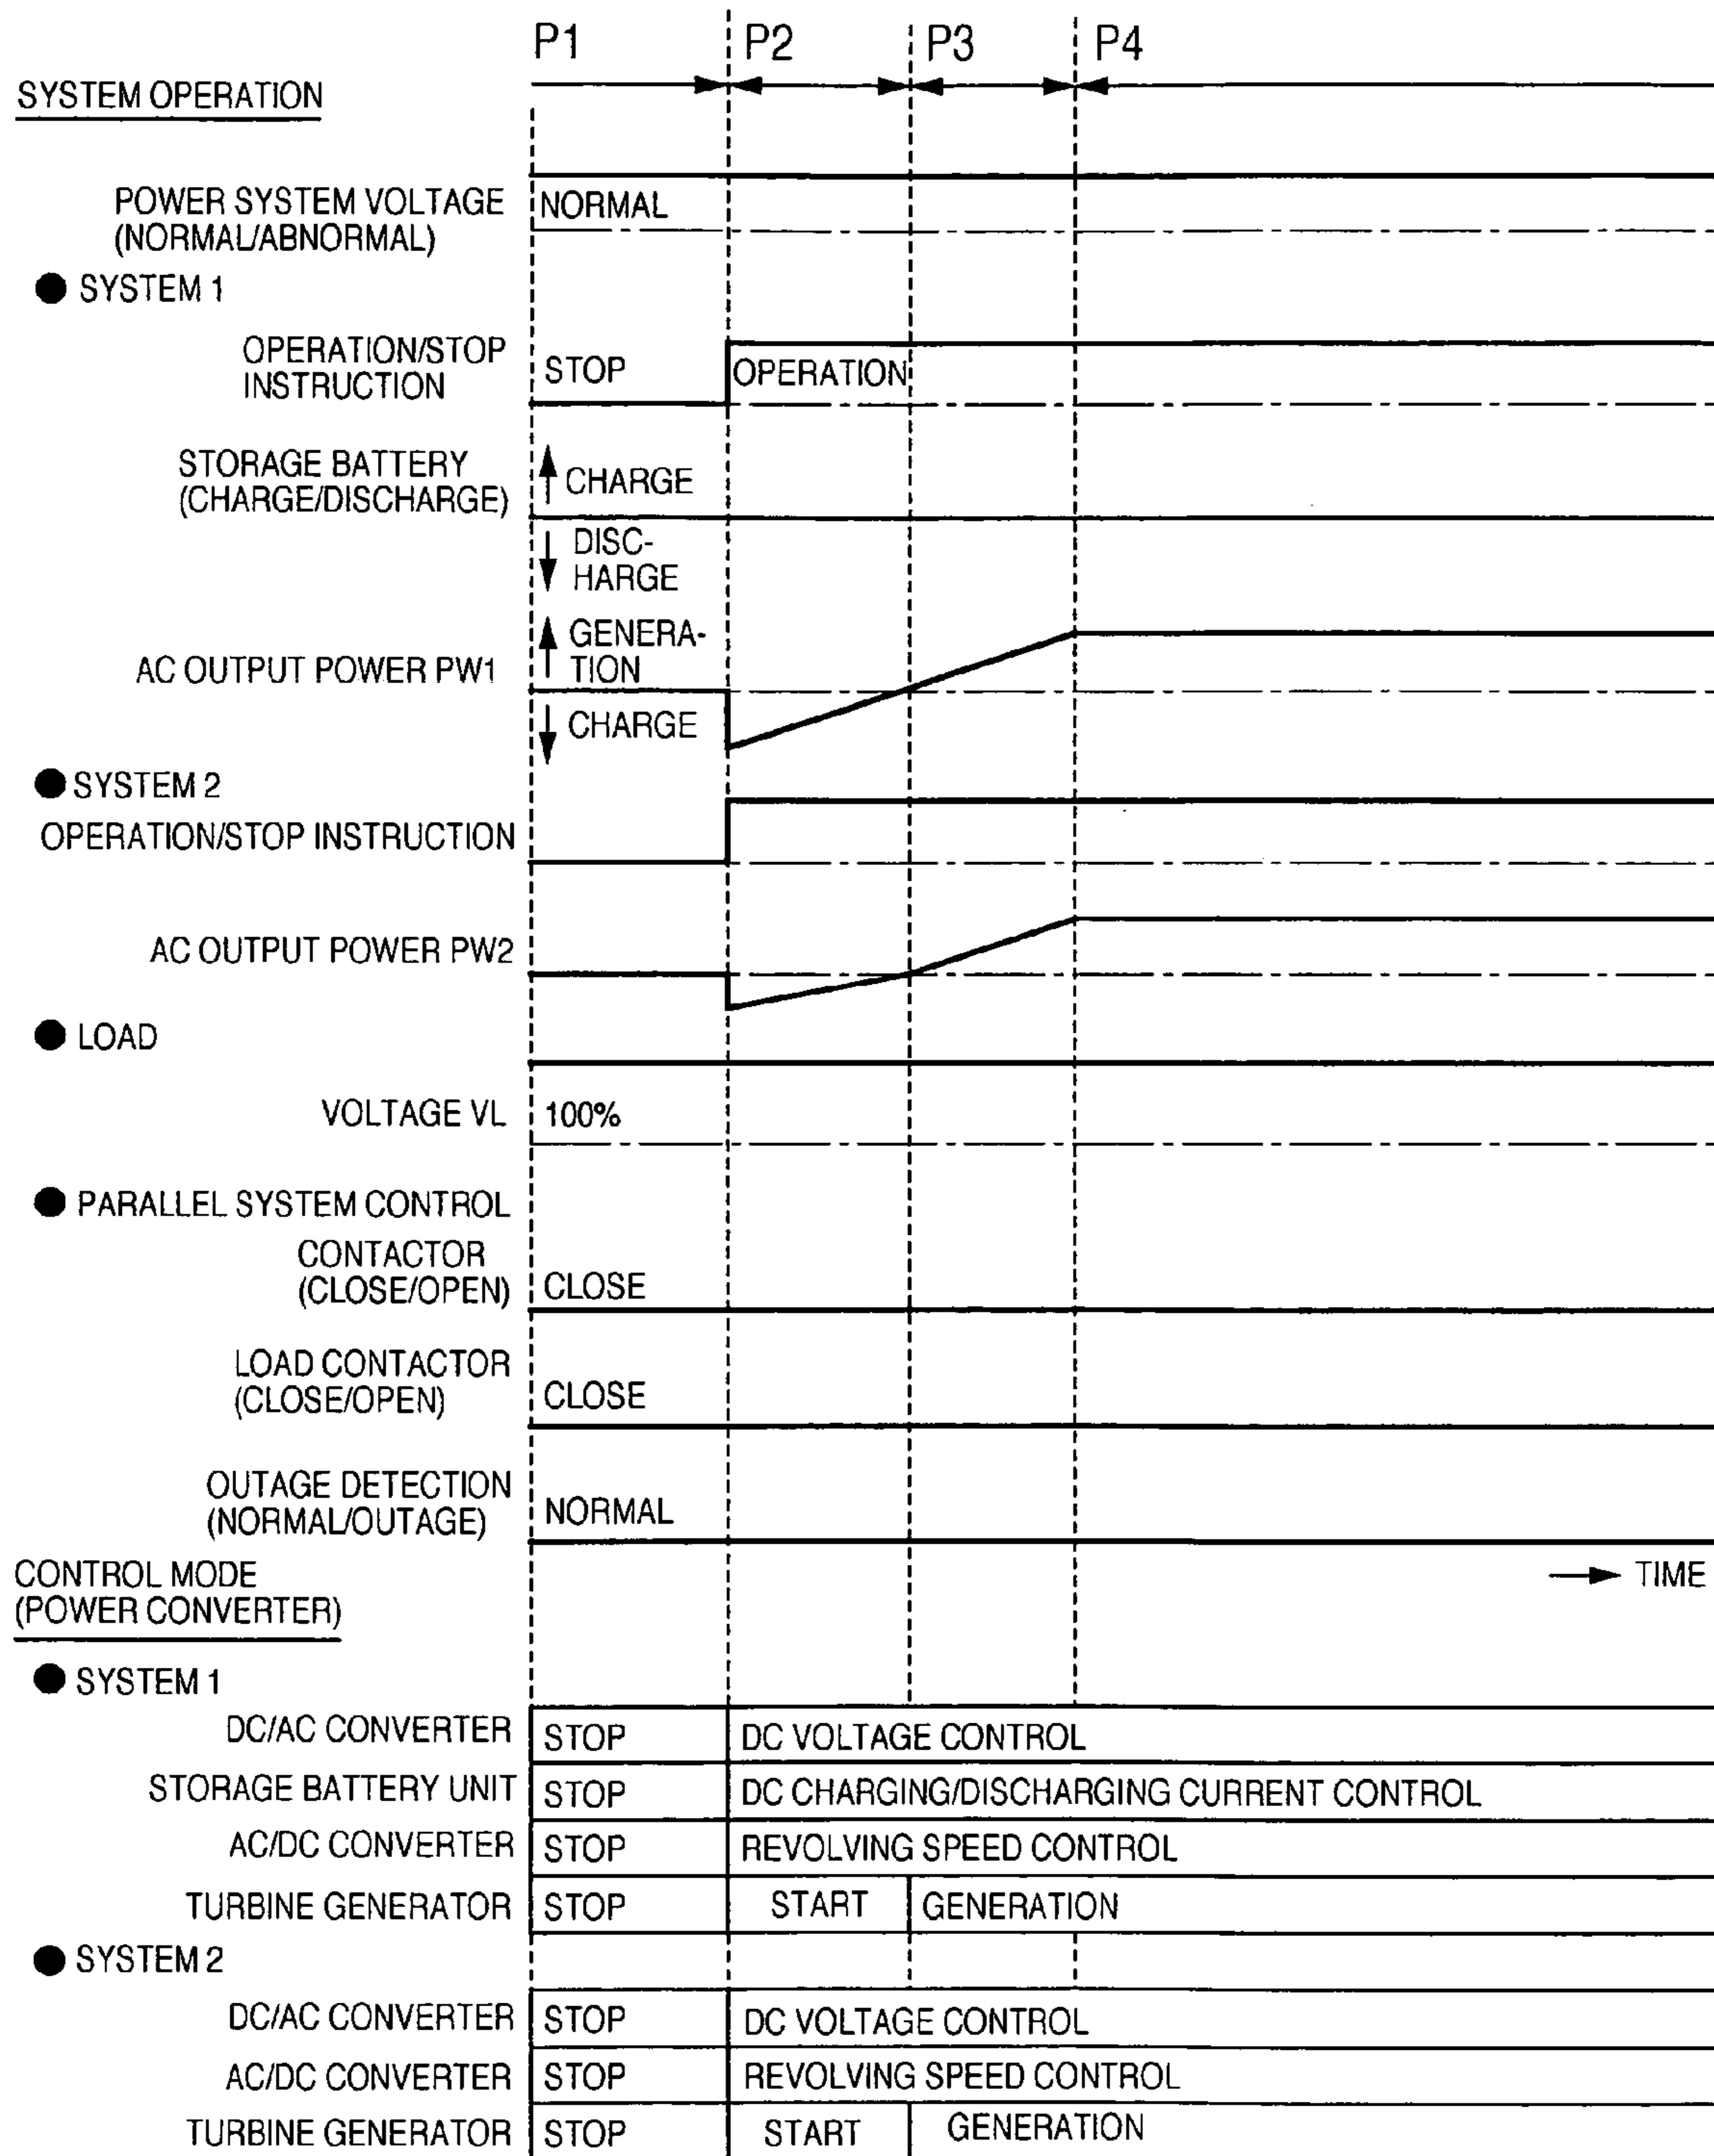 P1 P2 P3 P4
SYSTEM OPERATION
POWER SYSTEM VOLTAGE
(NORMAL/ABNORMAL)
NORMAL
● SYSTEM 1
OPERATION/STOP
INSTRUCTION
STOP
OPERATION
STORAGE BATTERY
(CHARGE/DISCHARGE)
CHARGE
DISC-
HARGE
AC OUTPUT POWER PW1
GENERA-
TION
CHARGE
● SYSTEM 2
OPERATION/STOP INSTRUCTION
AC OUTPUT POWER PW2
● LOAD
VOLTAGE VL
100%
● PARALLEL SYSTEM CONTROL
CONTACTOR
(CLOSE/OPEN)
CLOSE
LOAD CONTACTOR
(CLOSE/OPEN)
CLOSE
OUTAGE DETECTION
(NORMAL/OUTAGE)
NORMAL
TIME
CONTROL MODE
(POWER CONVERTER)
● SYSTEM 1
DC/AC CONVERTER STOP DC VOLTAGE CONTROL
STORAGE BATTERY UNIT STOP DC CHARGING/DISCHARGING CURRENT CONTROL
AC/DC CONVERTER STOP REVOLVING SPEED CONTROL
TURBINE GENERATOR STOP START GENERATION
● SYSTEM 2
DC/AC CONVERTER STOP DC VOLTAGE CONTROL
AC/DC CONVERTER STOP REVOLVING SPEED CONTROL
TURBINE GENERATOR STOP START GENERATION